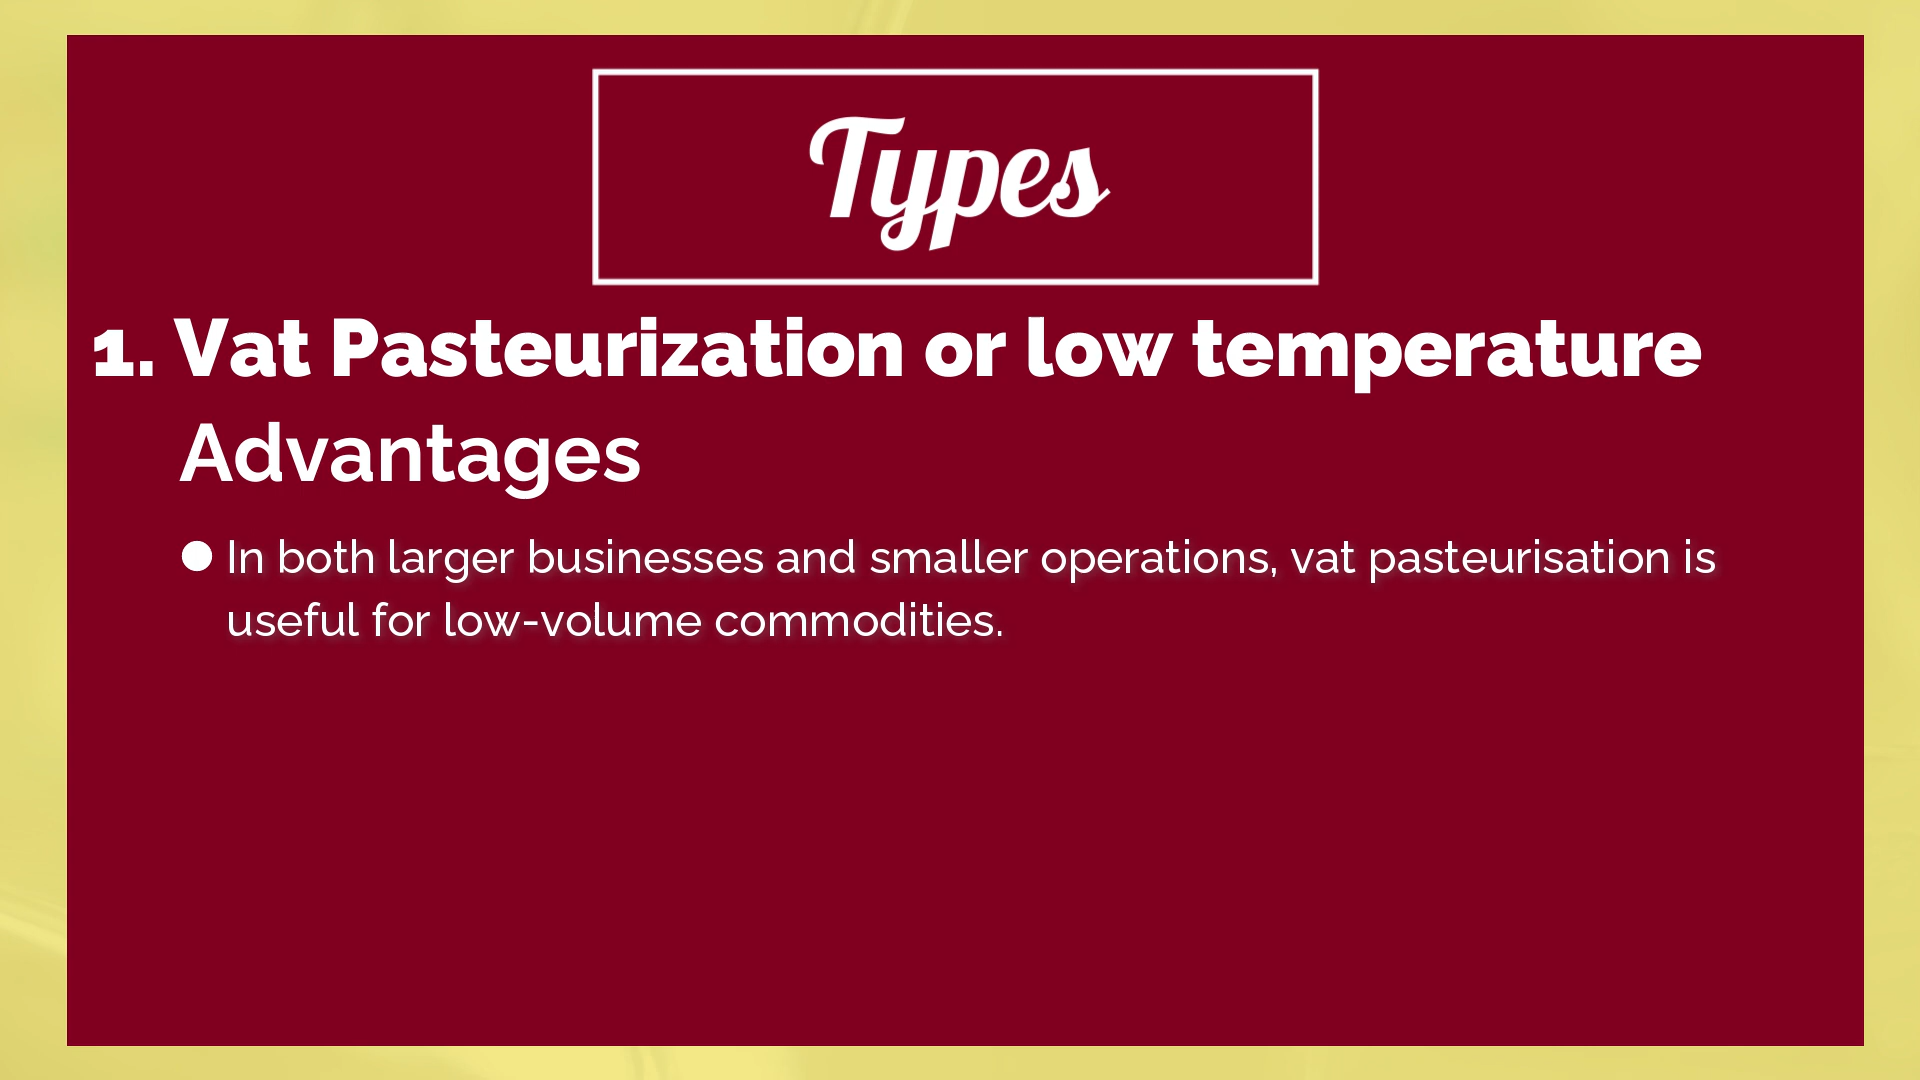 Types
1. Vat Pasteurization or low temperature
Advantages
● In both larger businesses and smaller operations, vat pasteurisation is
useful for low-volume commodities.